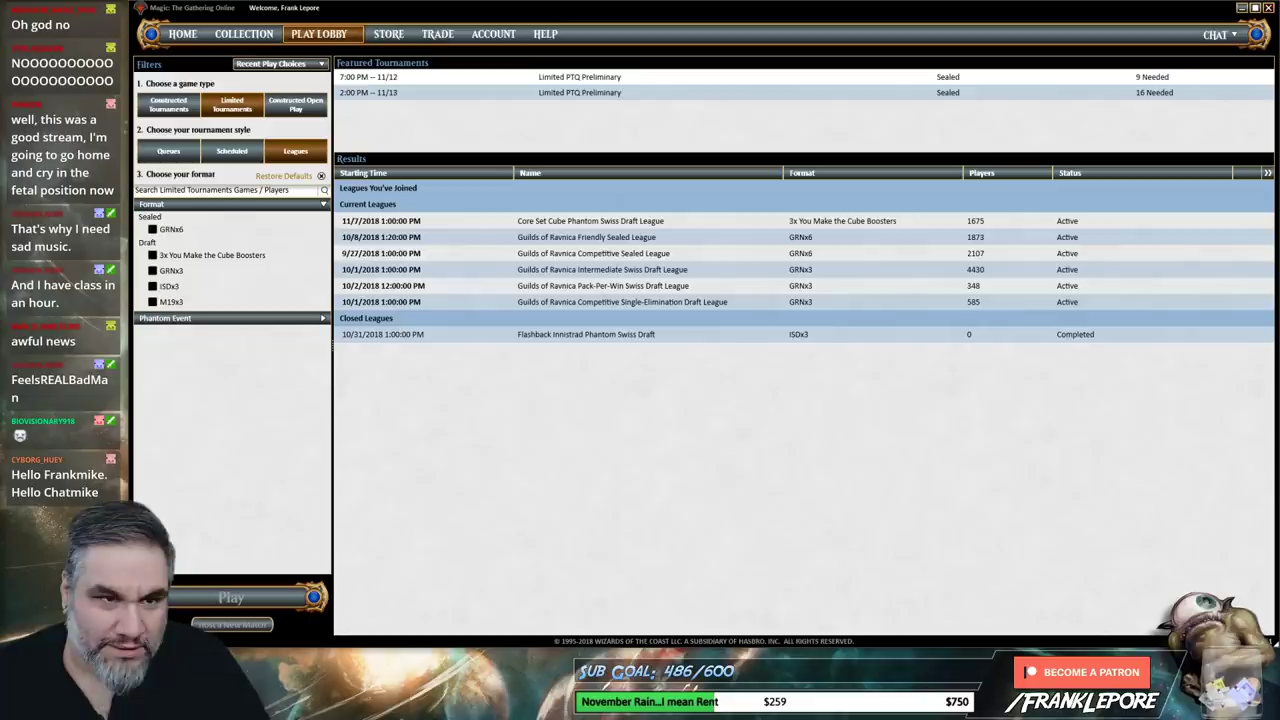 Magic: The Gathering Online
Welcome, Frank Lepore
HOME
COLLECTION
PLAY LOBBY
STORE
TRADE
ACCOUNT
HELP
CHAT
Oh god no
NOOOOOOOOO
OOOOOOOOO
well, this was a
good stream, I'm
going to go home
and cry in the
fetal position now
That's why I need
sad music.
And I have class in
an hour.
awful news
FeelsREALBadMa
n
BIOVISIONARY918
CYBORG_HUEY
Hello Frankmike.
Hello Chatmike
Filters
Recent Play Choices
1. Choose a game type
Constructed Tournaments
Limited Tournaments
Constructed Open Play
2. Choose your tournament style
Queues
Scheduled
Leagues
3. Choose your format
Restore Defaults
Search Limited Tournaments Games / Players
Format
Sealed
GRNx6
Draft
3x You Make the Cube Boosters
GRNx3
ISDx3
M19x3
Phantom Event
Play
Host a New Match
Featured Tournaments
7:00 PM -- 11/12 Limited PTQ Preliminary Sealed 9 Needed
2:00 PM -- 11/13 Limited PTQ Preliminary Sealed 16 Needed
Results
Starting Time Name Format Players Status
Leagues You've Joined
Current Leagues
11/7/2018 1:00:00 PM Core Set Cube Phantom Swiss Draft League 3x You Make the Cube Boosters 1675 Active
10/8/2018 1:20:00 PM Guilds of Ravnica Friendly Sealed League GRNx6 1873 Active
9/27/2018 1:00:00 PM Guilds of Ravnica Competitive Sealed League GRNx6 2107 Active
10/1/2018 1:00:00 PM Guilds of Ravnica Intermediate Swiss Draft League GRNx3 4430 Active
10/2/2018 12:00:00 PM Guilds of Ravnica Pack-Per-Win Swiss Draft League GRNx3 348 Active
10/1/2018 1:00:00 PM Guilds of Ravnica Competitive Single-Elimination Draft League GRNx3 585 Active
Closed Leagues
10/31/2018 1:00:00 PM Flashback Innistrad Phantom Swiss Draft ISDx3 0 Completed
© 1995-2018 WIZARDS OF THE COAST LLC. A SUBSIDIARY OF HASBRO, INC. ALL RIGHTS RESERVED.
SUB GOAL: 486/600
November Rain...I mean Rent $259 $750
BECOME A PATRON
/FRANKLEPORE